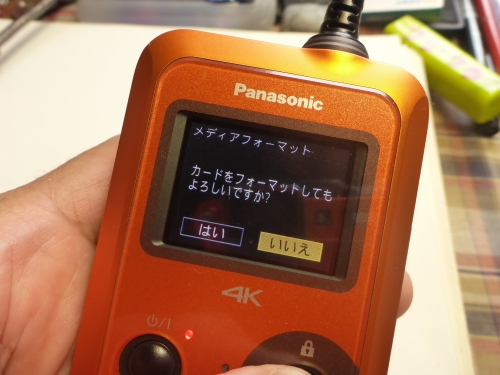 Panasonic
メディアフォーマット
カードをフォーマットしても
よろしいですか?
はい
いいえ
4K
⏻/I